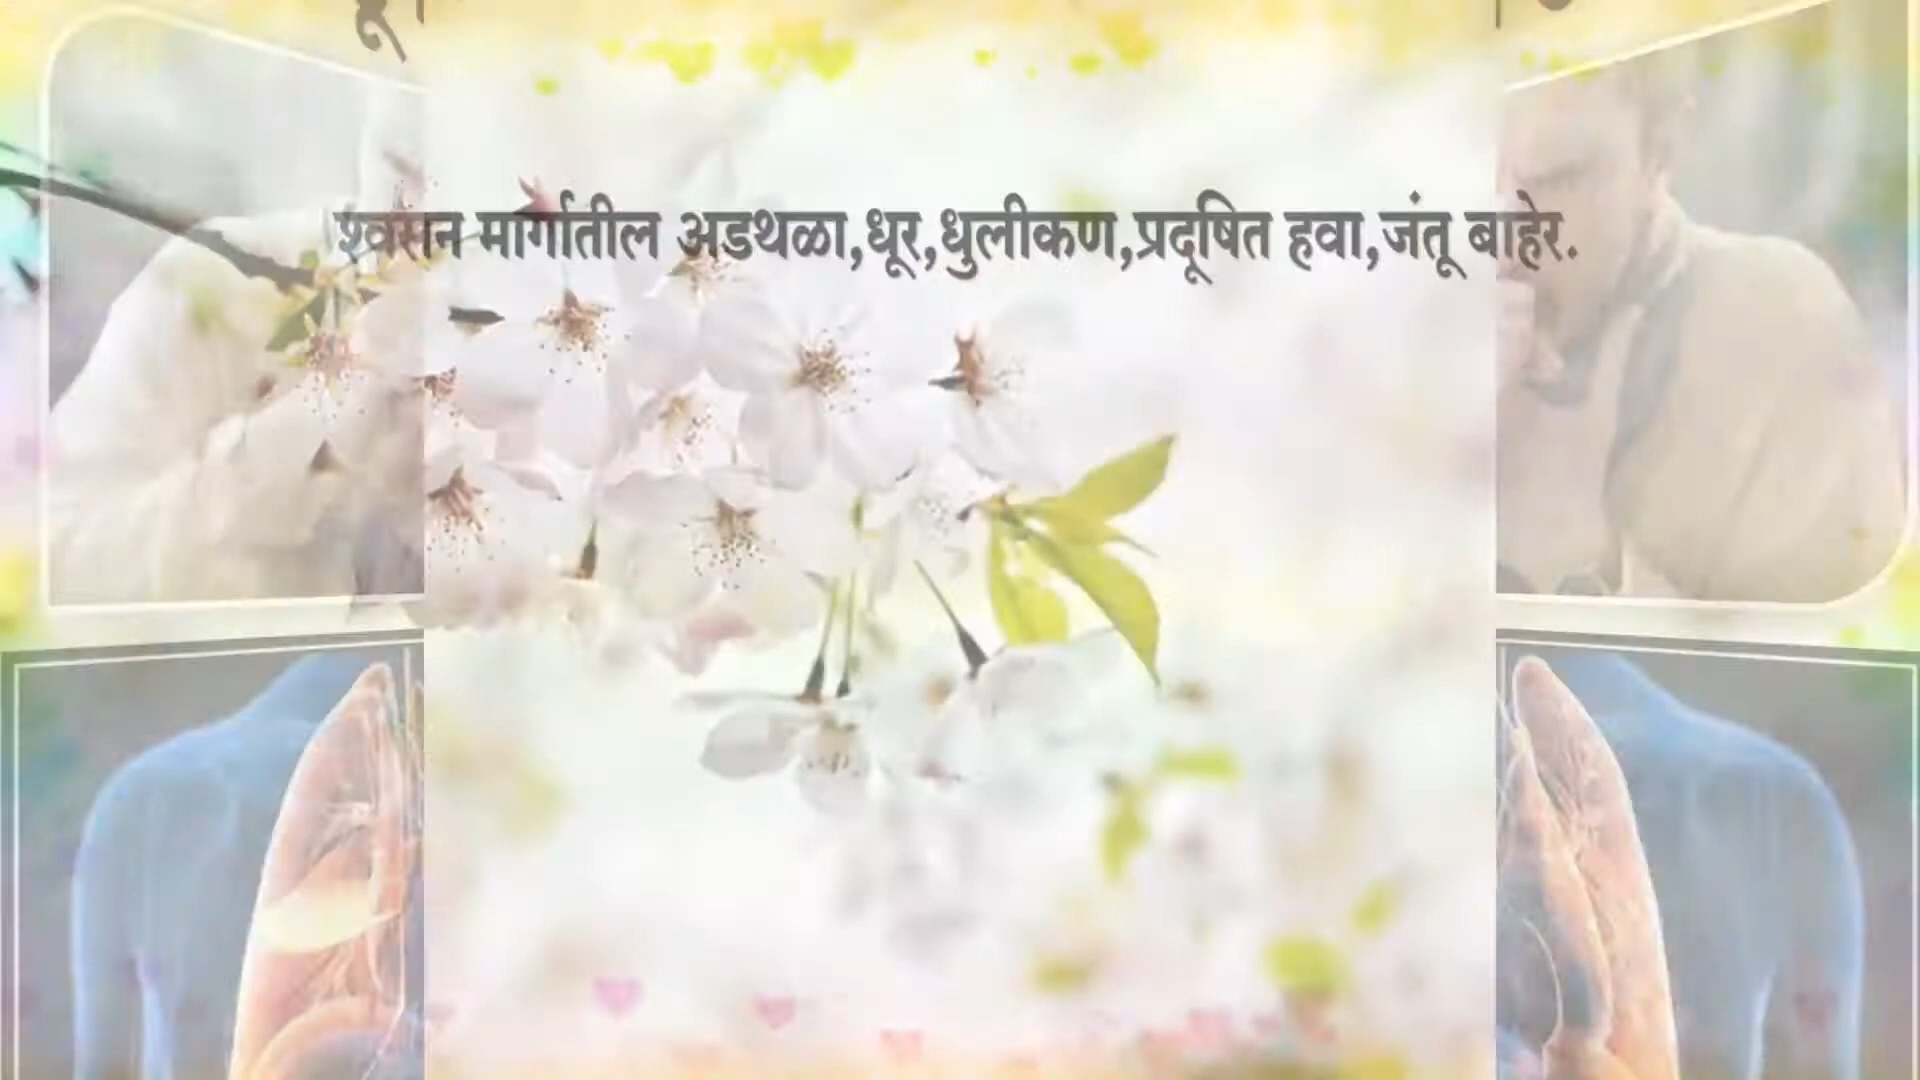 श्वसन मार्गातील अडथळा,धूर,धुलीकण,प्रदूषित हवा,जंतू बाहेर.